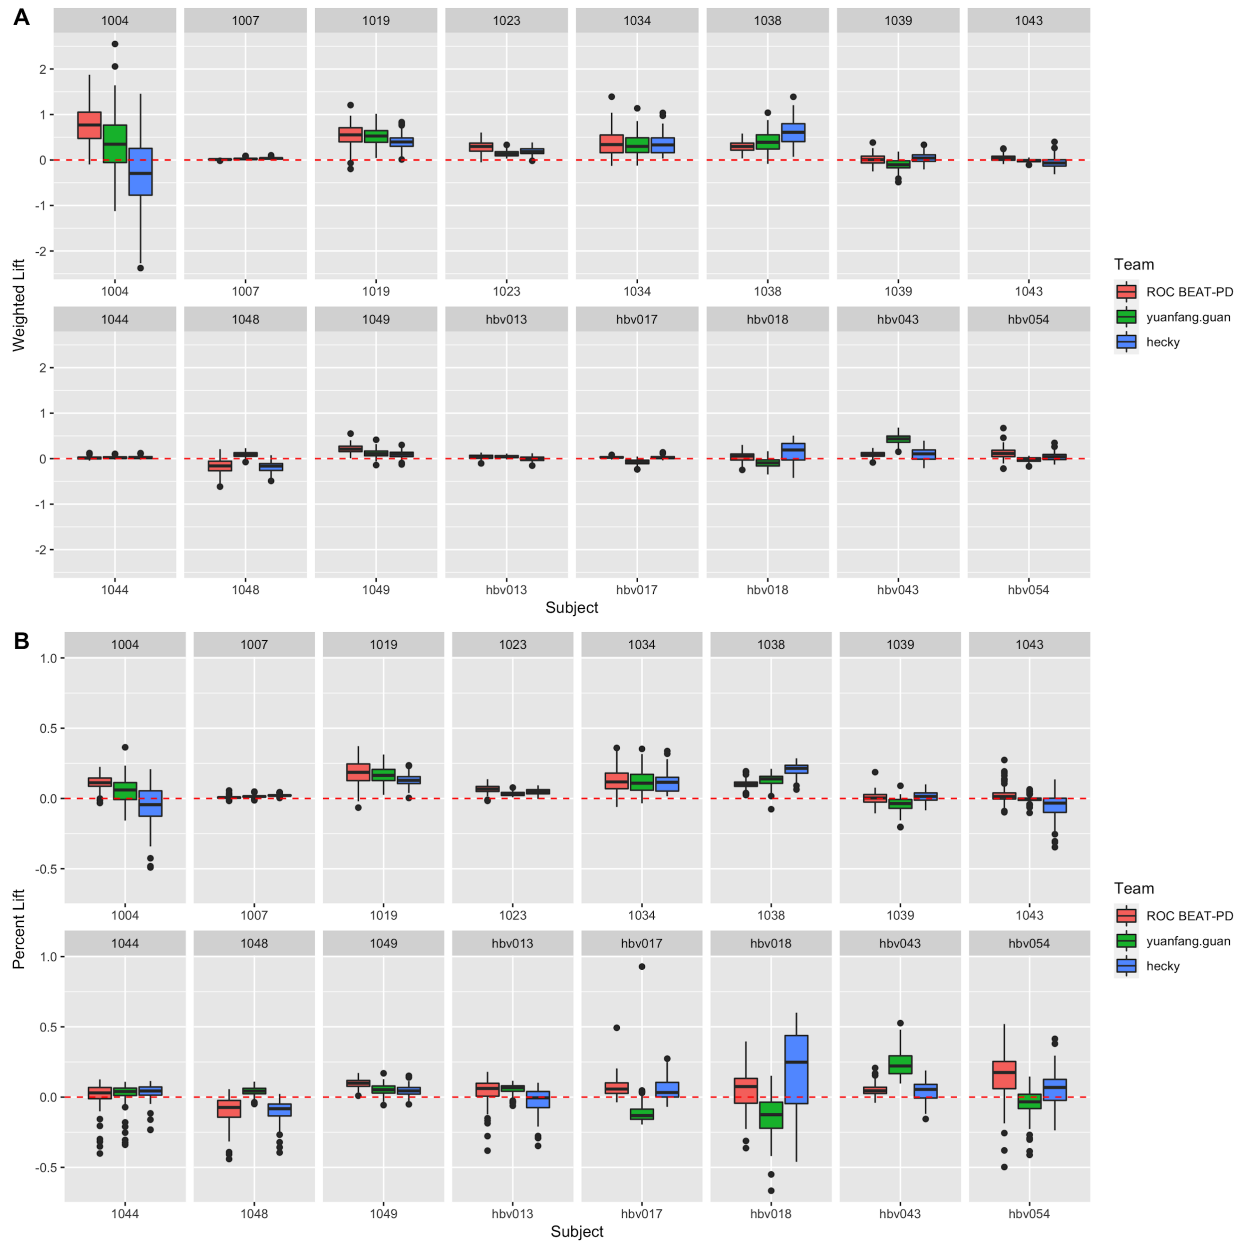 A
1004 1007 1019 1023 1034 1038 1039 1043
2
1
0
-1
-2
1004 1007 1019 1023 1034 1038 1039 1043
1044 1048 1049 hbv013 hbv017 hbv018 hbv043 hbv054
2
1
0
-1
-2
1044 1048 1049 hbv013 hbv017 hbv018 hbv043 hbv054
Weighted Lift
Subject
Team
ROC BEAT-PD
yuanfang.guan
hecky
B
1004 1007 1019 1023 1034 1038 1039 1043
1.0
0.5
0.0
-0.5
1004 1007 1019 1023 1034 1038 1039 1043
1044 1048 1049 hbv013 hbv017 hbv018 hbv043 hbv054
1.0
0.5
0.0
-0.5
1044 1048 1049 hbv013 hbv017 hbv018 hbv043 hbv054
Percent Lift
Subject
Team
ROC BEAT-PD
yuanfang.guan
hecky